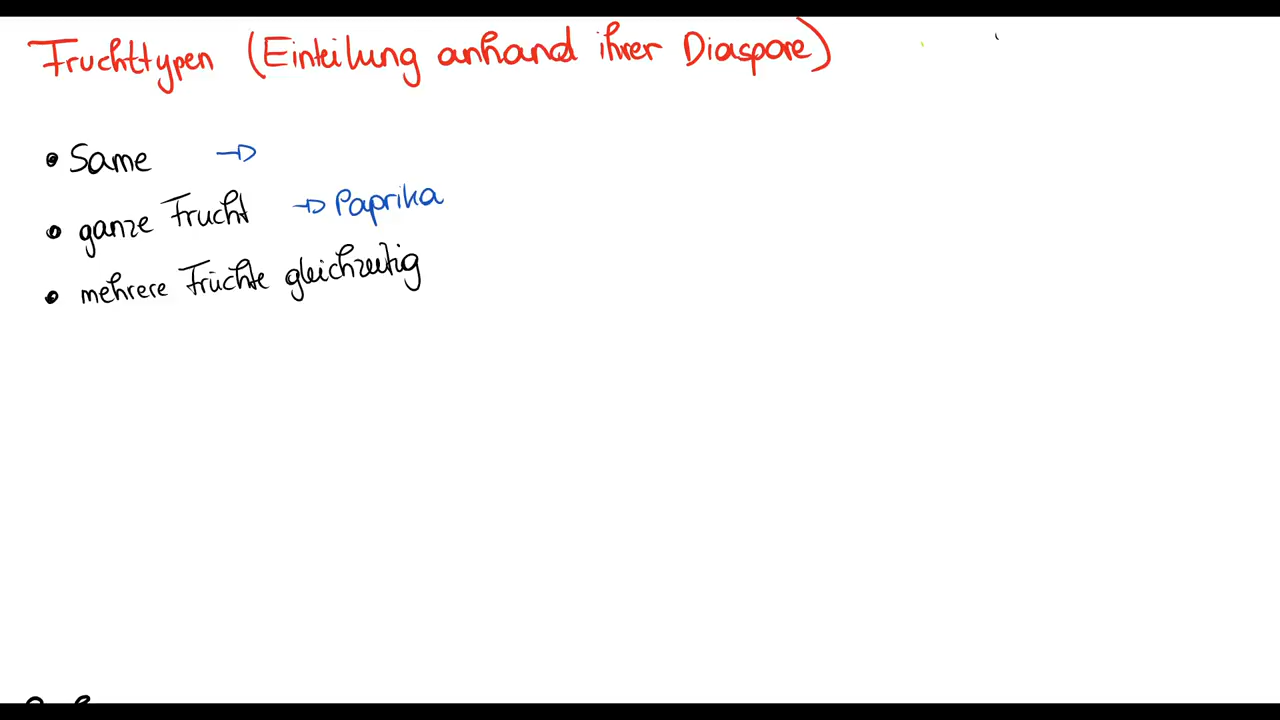 Fruchttypen (Einteilung anhand ihrer Diaspore)
• Same →
• ganze Frucht → Paprika
• mehrere Früchte gleichzeitig